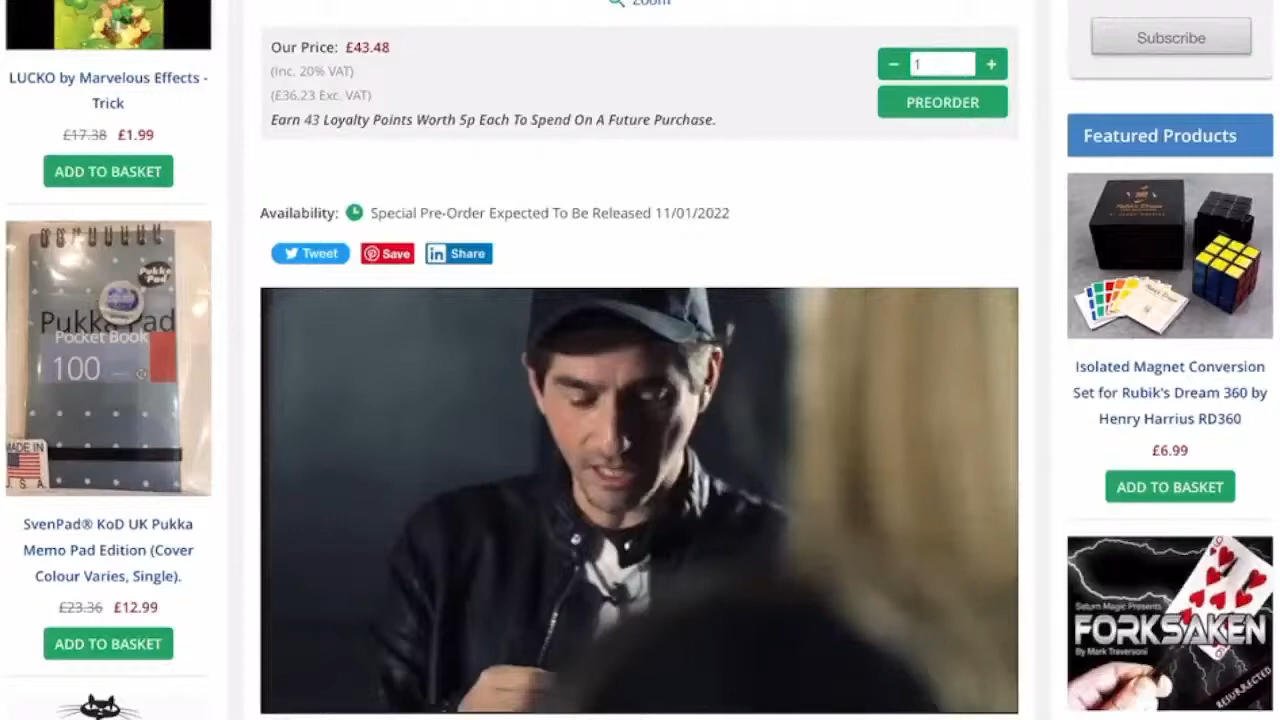 LUCKO by Marvelous Effects -
Trick
£17.38 £1.99
ADD TO BASKET
Pukka
Pad
Pukka Pad
Pocket Book
100
MADE IN
U. S. A.
SvenPad® KoD UK Pukka
Memo Pad Edition (Cover
Colour Varies, Single).
£23.36 £12.99
ADD TO BASKET
Zoom
Our Price: £43.48
(Inc. 20% VAT)
(£36.23 Exc. VAT)
Earn 43 Loyalty Points Worth 5p Each To Spend On A Future Purchase.
− 1 +
PREORDER
Availability: Special Pre-Order Expected To Be Released 11/01/2022
Tweet Save Share
Subscribe
Featured Products
Isolated Magnet Conversion
Set for Rubik's Dream 360 by
Henry Harrius RD360
£6.99
ADD TO BASKET
Saturn Magic Presents
FORKSAKEN
By Mark Traversoni
RESURRECTED